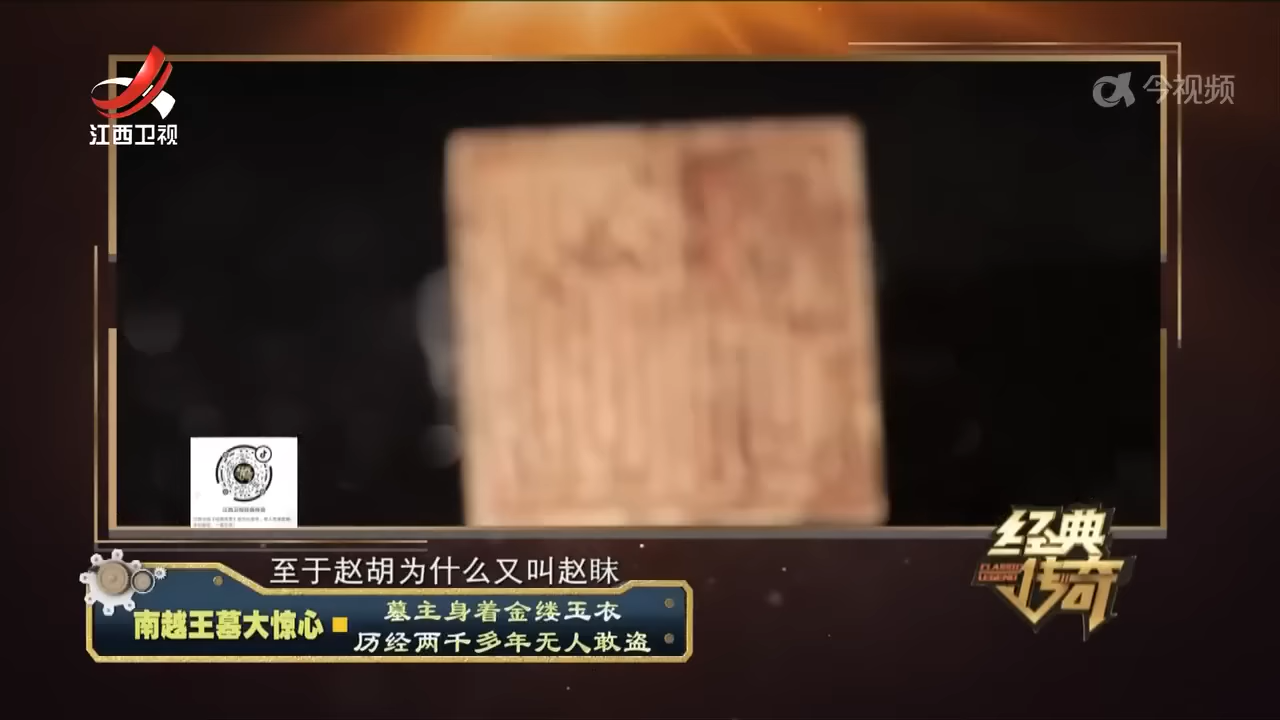 江西卫视
今视频
至于赵胡为什么又叫赵眜
南越王墓大惊心
墓主身着金缕玉衣
历经两千多年无人敢盗
经典
CLASSIC
LEGEND
传奇